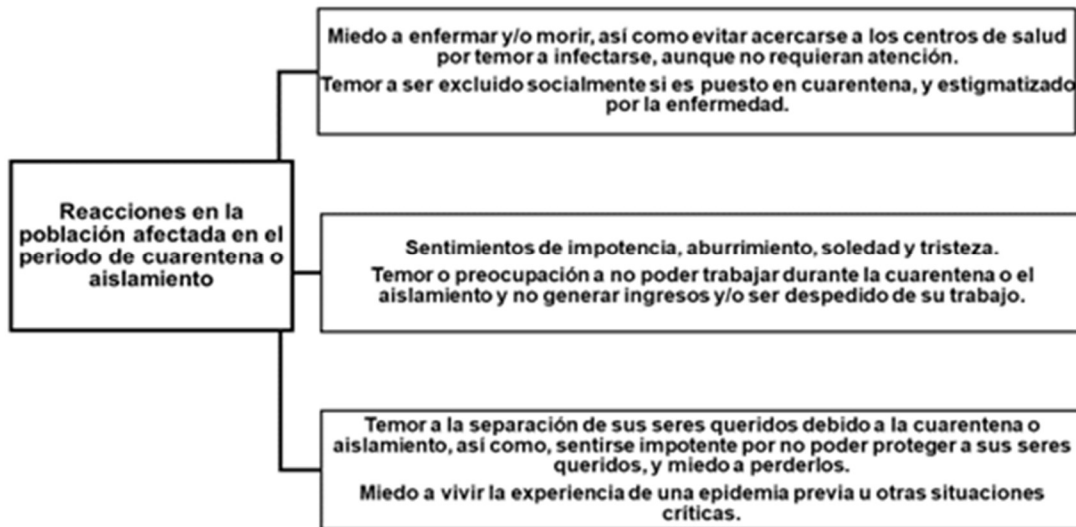 Reacciones en la
población afectada en el
periodo de cuarentena o
aislamiento
Miedo a enfermar y/o morir, así como evitar acercarse a los centros de salud
por temor a infectarse, aunque no requieran atención.
Temor a ser excluido socialmente si es puesto en cuarentena, y estigmatizado
por la enfermedad.
Sentimientos de impotencia, aburrimiento, soledad y tristeza.
Temor o preocupación a no poder trabajar durante la cuarentena o el
aislamiento y no generar ingresos y/o ser despedido de su trabajo.
Temor a la separación de sus seres queridos debido a la cuarentena o
aislamiento, así como, sentirse impotente por no poder proteger a sus seres
queridos, y miedo a perderlos.
Miedo a vivir la experiencia de una epidemia previa u otras situaciones
críticas.